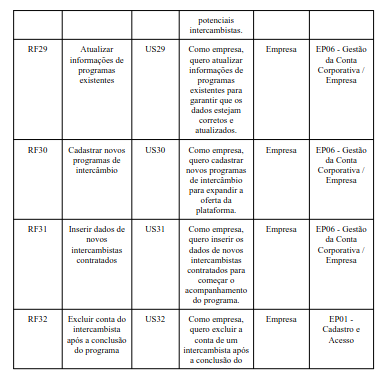 potenciais
intercambistas.
RF29
Atualizar
informações de
programas
existentes
US29
Como empresa,
quero atualizar
informações de
programas
existentes para
garantir que os
dados estejam
corretos e
atualizados.
Empresa
EP06 - Gestão
da Conta
Corporativa /
Empresa
RF30
Cadastrar novos
programas de
intercâmbio
US30
Como empresa,
quero cadastrar
novos programas
de intercâmbio
para expandir a
oferta da
plataforma.
Empresa
EP06 - Gestão
da Conta
Corporativa /
Empresa
RF31
Inserir dados de
novos
intercambistas
contratados
US31
Como empresa,
quero inserir os
dados de novos
intercambistas
contratados para
começar o
acompanhamento
do programa.
Empresa
EP06 - Gestão
da Conta
Corporativa /
Empresa
RF32
Excluir conta do
intercambista
após a conclusão
do programa
US32
Como empresa,
quero excluir a
conta de um
intercambista após
a conclusão do
Empresa
EP01 -
Cadastro e
Acesso